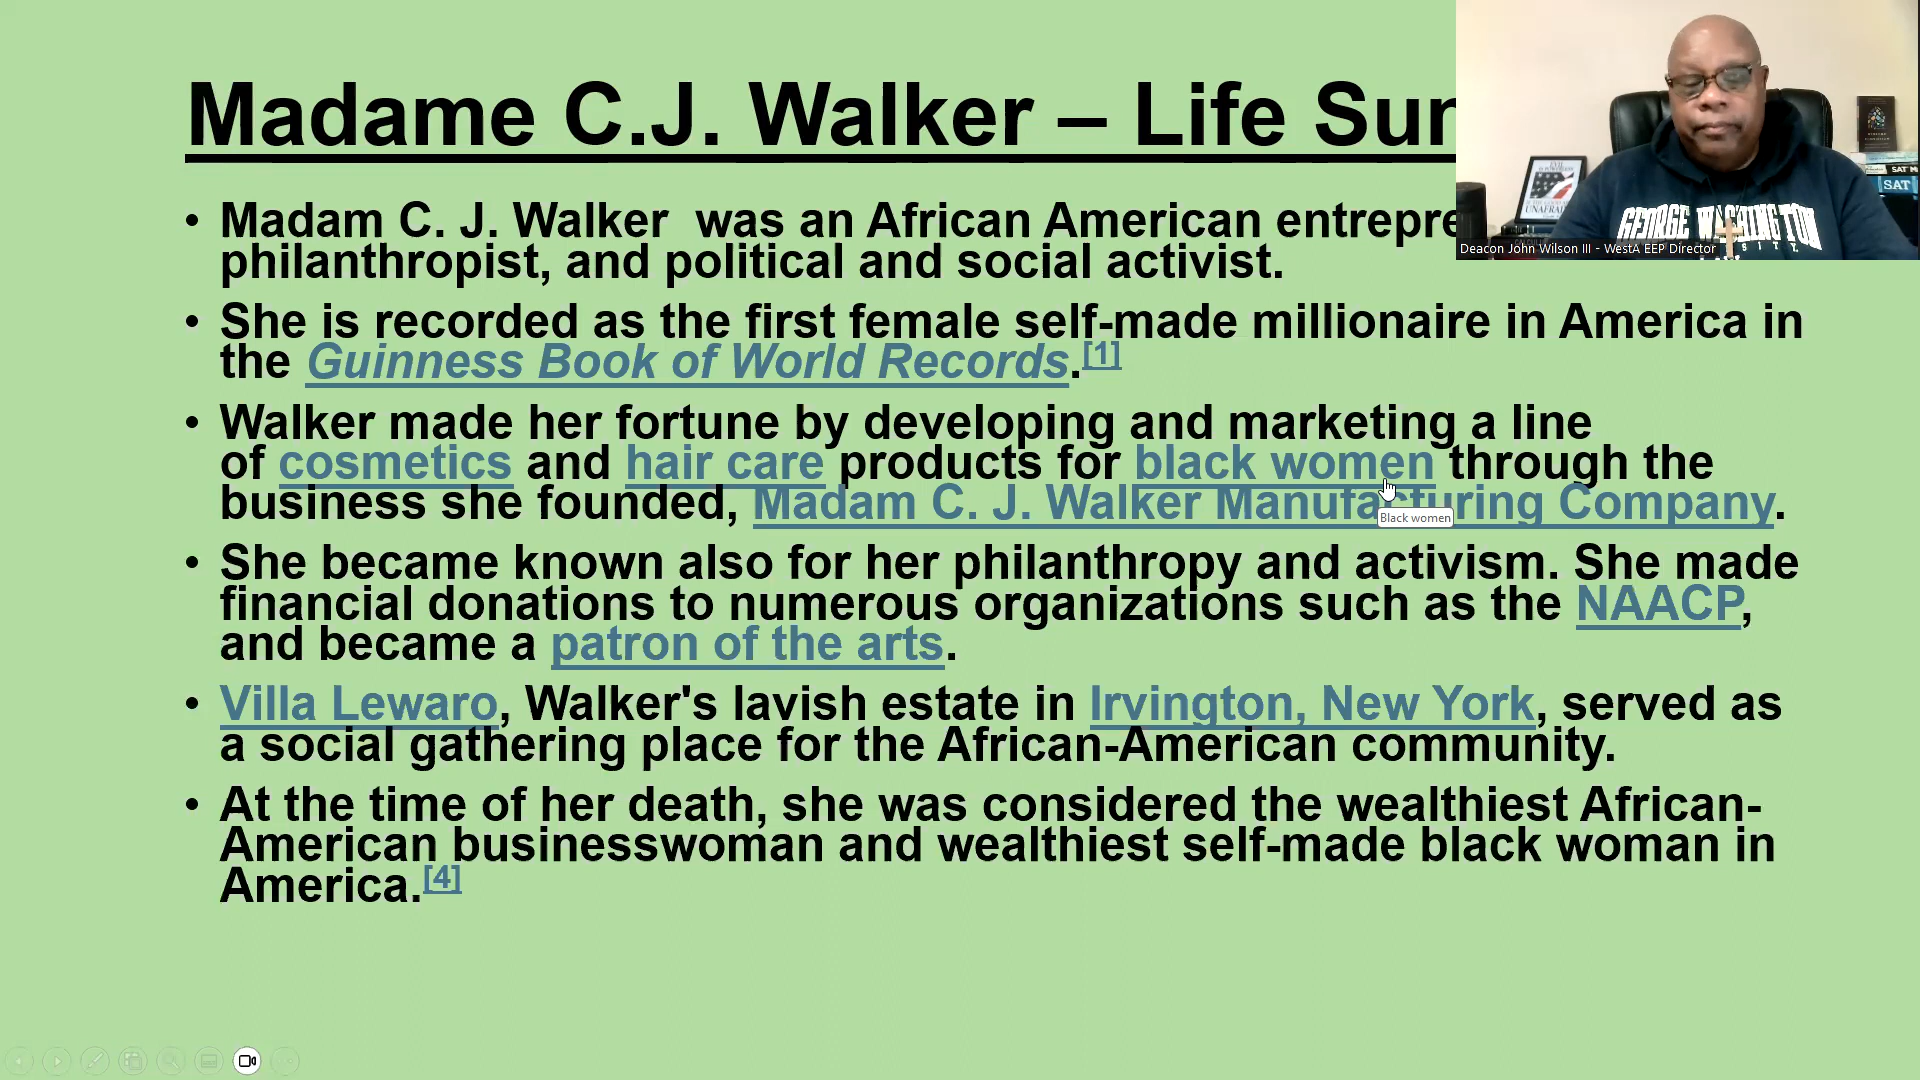 Madame C.J. Walker – Life Sum
• Madam C. J. Walker  was an African American entrepre
philanthropist, and political and social activist.
• She is recorded as the first female self-made millionaire in America in
the Guinness Book of World Records.[1]
• Walker made her fortune by developing and marketing a line
of cosmetics and hair care products for black women through the
business she founded, Madam C. J. Walker Manufacturing Company.
Black women
• She became known also for her philanthropy and activism. She made
financial donations to numerous organizations such as the NAACP,
and became a patron of the arts.
• Villa Lewaro, Walker's lavish estate in Irvington, New York, served as
a social gathering place for the African-American community.
• At the time of her death, she was considered the wealthiest African-
American businesswoman and wealthiest self-made black woman in
America.[4]
SAT
SAT
GEORGE WASHINGTON
Deacon John Wilson III - WestA EEP Director